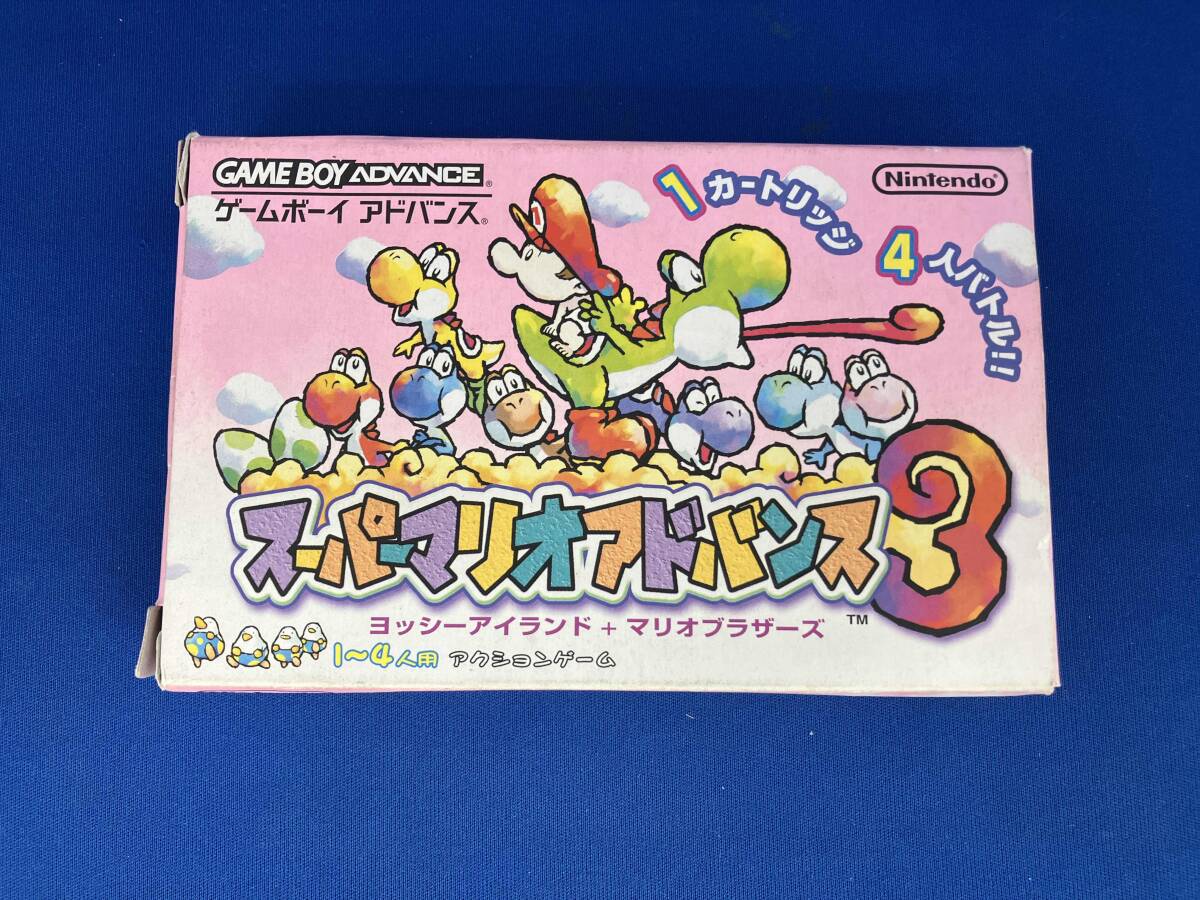 GAME BOY ADVANCE®
ゲームボーイ アドバンス®
1カートリッジ
4人バトル!!
Nintendo®
スーパーマリオアドバンス3
ヨッシーアイランド + マリオブラザーズ ™
1〜4人用 アクションゲーム